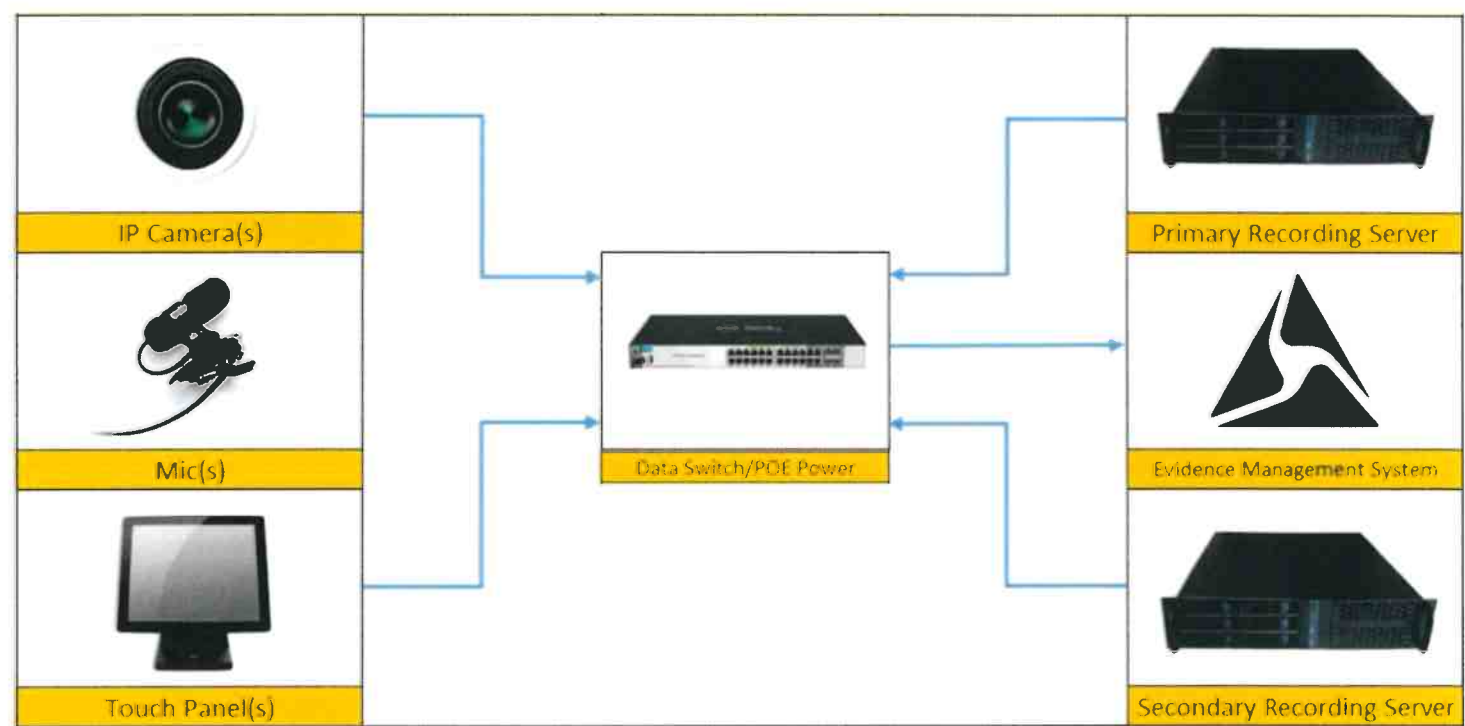 IP Camera(s)
Primary Recording Server
Mic(s)
Data Switch/POE Power
Evidence Management System
Touch Panel(s)
Secondary Recording Server